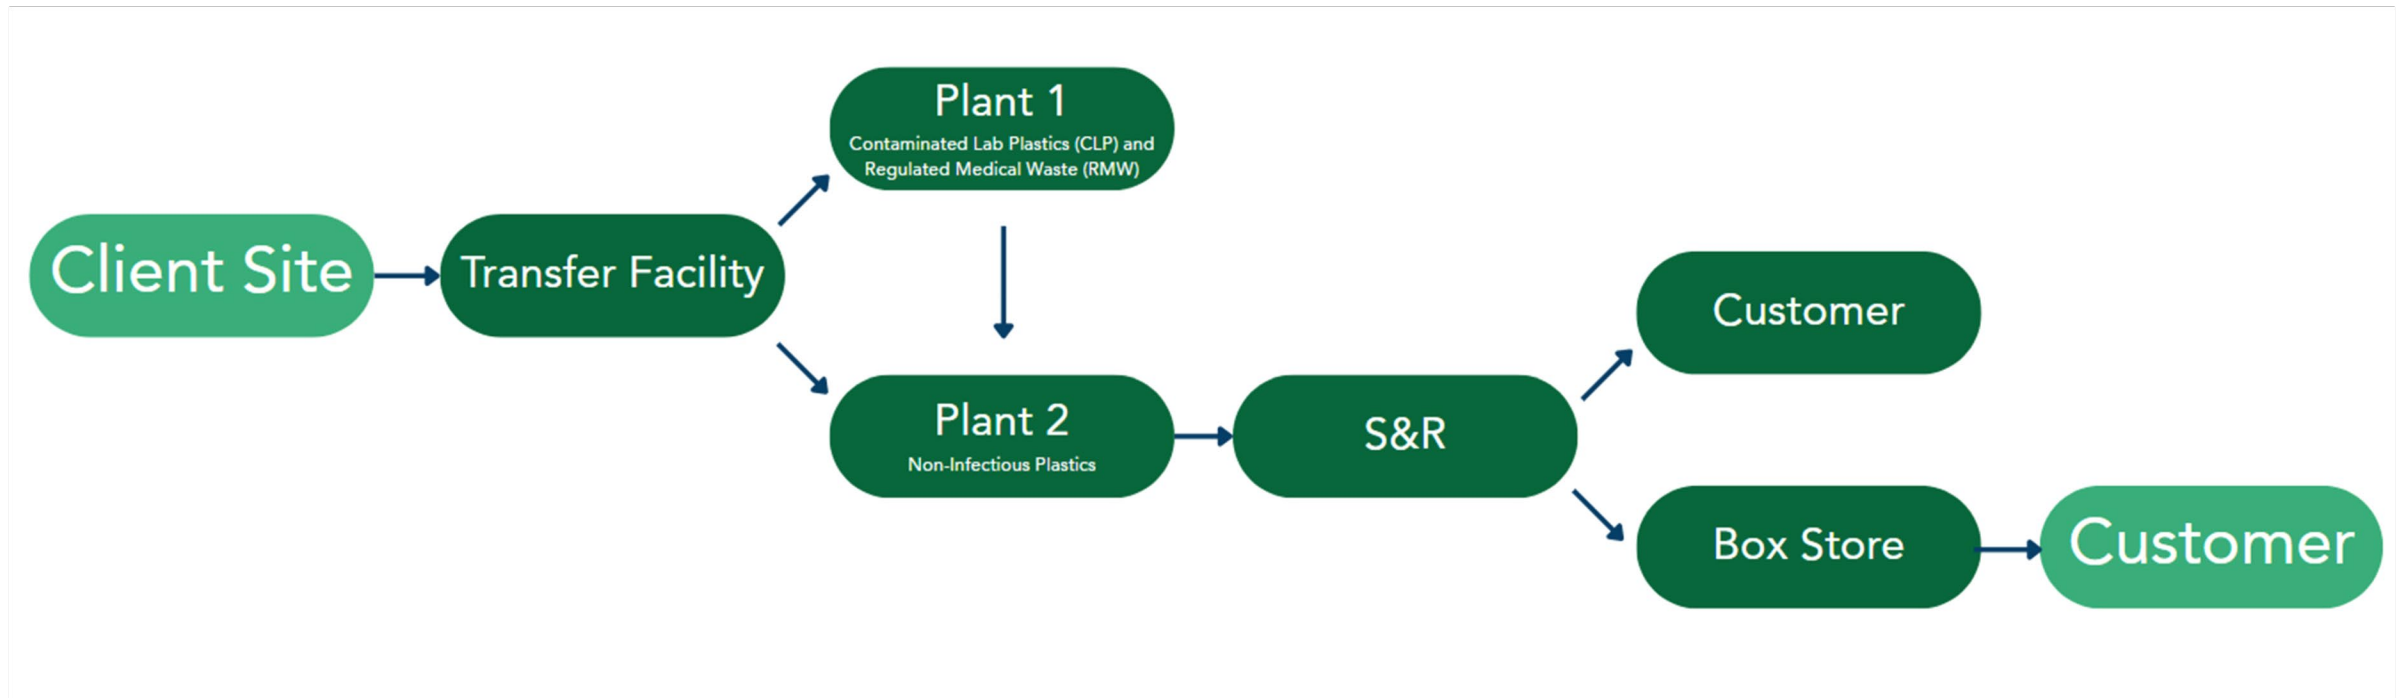 Client Site
Transfer Facility
Plant 1
Contaminated Lab Plastics (CLP) and
Regulated Medical Waste (RMW)
Plant 2
Non-Infectious Plastics
S&R
Customer
Box Store
Customer